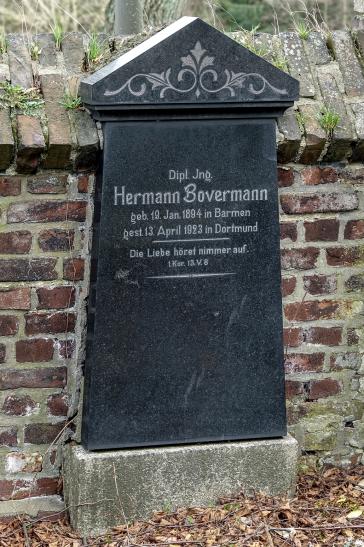 Dipl. Jng.
Hermann Bovermann
geb. 19. Jan. 1894 in Barmen
gest. 13. April 1923 in Dortmund
Die Liebe höret nimmer auf.
1. Kor. 13. V. 8